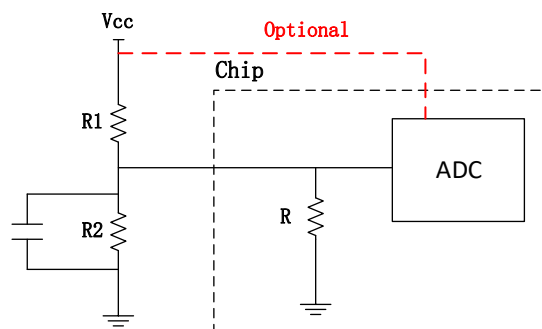 Vcc
Optional
Chip
R1
ADC
R2
R